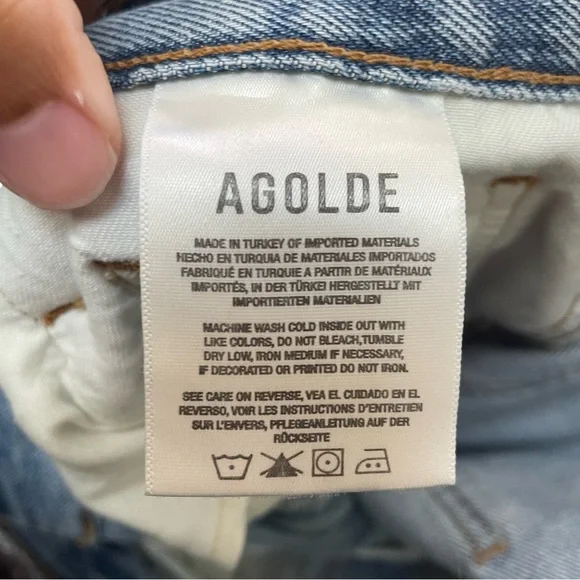 AGOLDE
MADE IN TURKEY OF IMPORTED MATERIALS
HECHO EN TURQUIA DE MATERIALES IMPORTADOS
FABRIQUÉ EN TURQUIE A PARTIR DE MATÉRIAUX
IMPORTÉS, IN DER TÜRKEI HERGESTELLT MIT
IMPORTIERTEN MATERIALIEN
MACHINE WASH COLD INSIDE OUT WITH
LIKE COLORS, DO NOT BLEACH,TUMBLE
DRY LOW, IRON MEDIUM IF NECESSARY,
IF DECORATED OR PRINTED DO NOT IRON.
SEE CARE ON REVERSE, VEA EL CUIDADO EN EL
REVERSO, VOIR LES INSTRUCTIONS D'ENTRETIEN
SUR L'ENVERS, PFLEGEANLEITUNG AUF DER
RÜCKSEITE